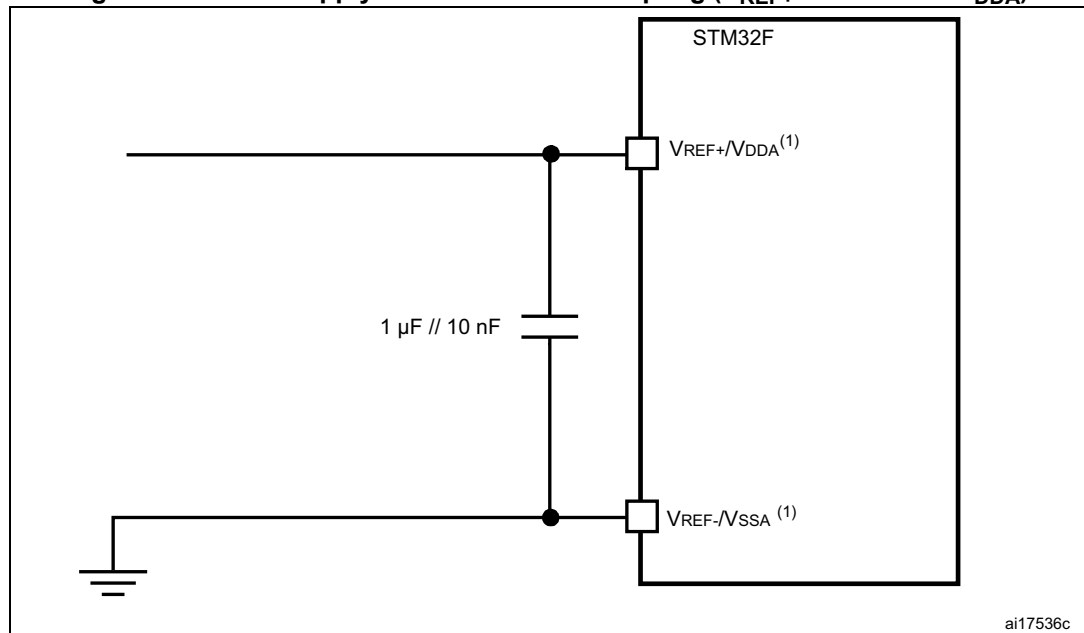 STM32F
VREF+/VDDA(1)
1 µF // 10 nF
VREF-/VSSA (1)
ai17536c